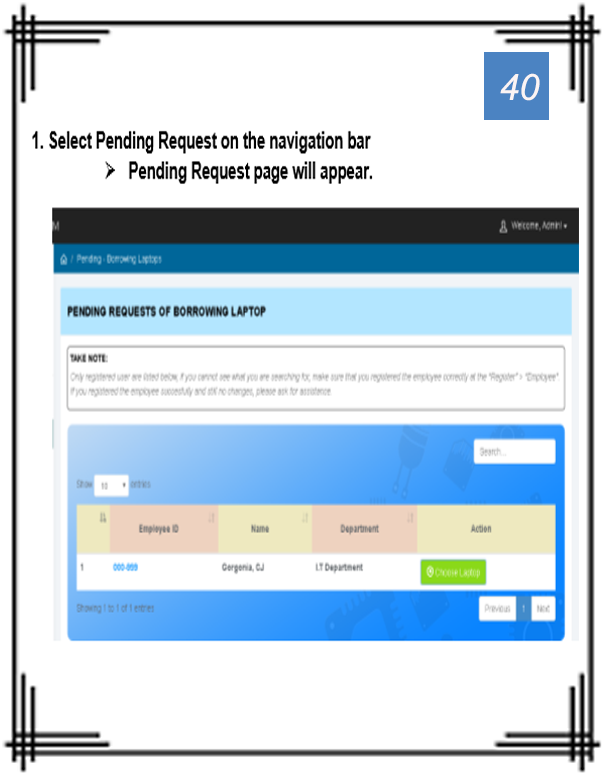 40
1. Select Pending Request on the navigation bar
➢ Pending Request page will appear.
M
Welcome, Admin!
/ Pending - Borrowing Laptops
PENDING REQUESTS OF BORROWING LAPTOP
TAKE NOTE:
Only registered user are listed below, if you cannot see what you are searching for, make sure that you registered the employee correctly at the "Register" > "Employee"
If you registered the employee succesfully and still no changes, please ask for assistance.
Search...
Show 10 entries
Employee ID Name Department Action
1 000-999 Gorgonia, CJ I.T Department Choose Laptop
Showing 1 to 1 of 1 entries
Previous 1 Next